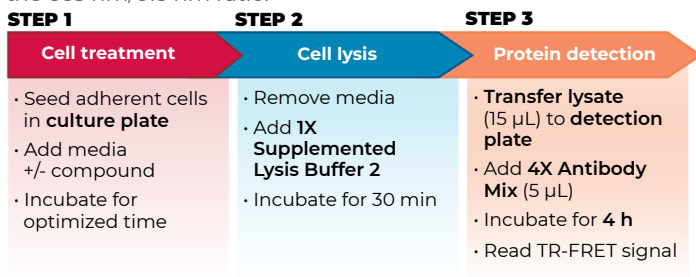 STEP 1
STEP 2
STEP 3
Cell treatment
Cell lysis
Protein detection
· Seed adherent cells
in culture plate
· Add media
+/- compound
· Incubate for
optimized time
· Remove media
· Add 1X
Supplemented
Lysis Buffer 2
· Incubate for 30 min
· Transfer lysate
(15 µL) to detection
plate
· Add 4X Antibody
Mix (5 µL)
· Incubate for 4 h
· Read TR-FRET signal